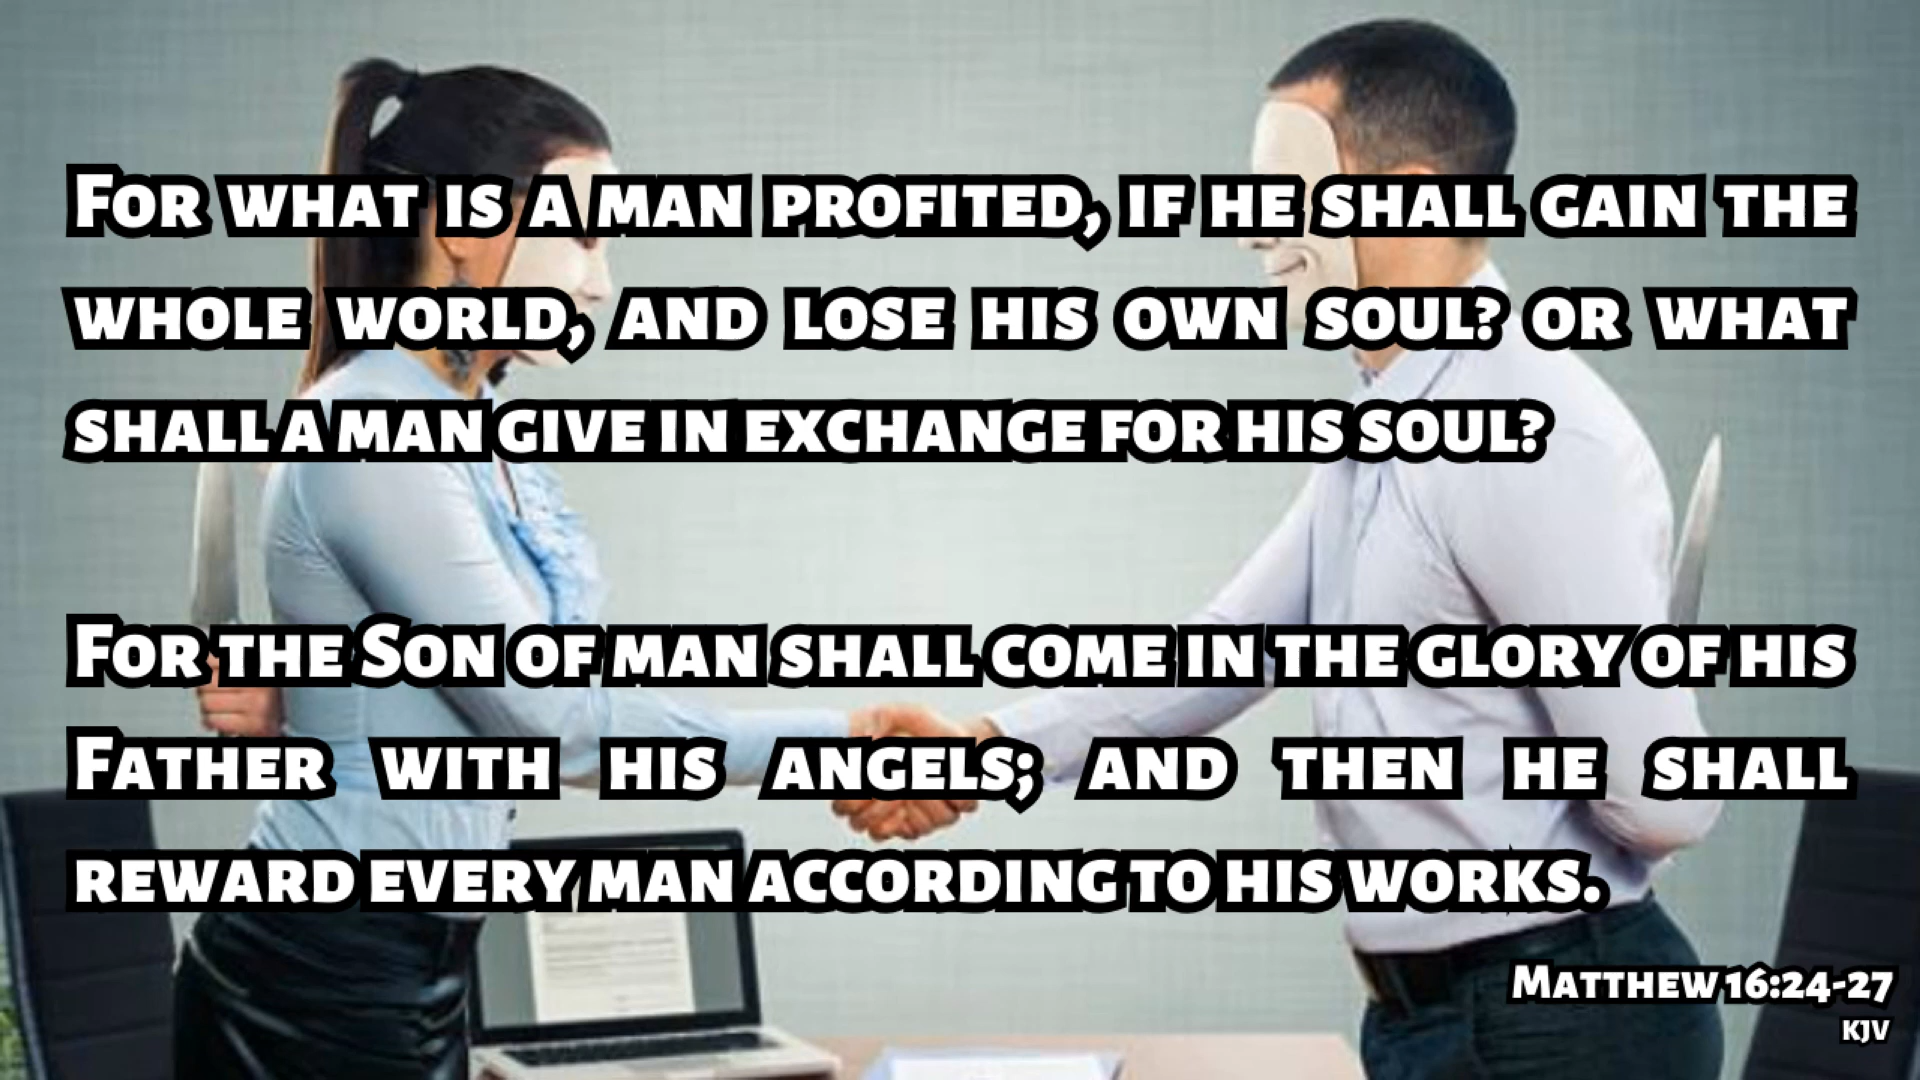 For what is a man profited, if he shall gain the
whole world, and lose his own soul? or what
shall a man give in exchange for his soul?
For the Son of man shall come in the glory of his
Father with his angels; and then he shall
reward every man according to his works.
Matthew 16:24-27
KJV